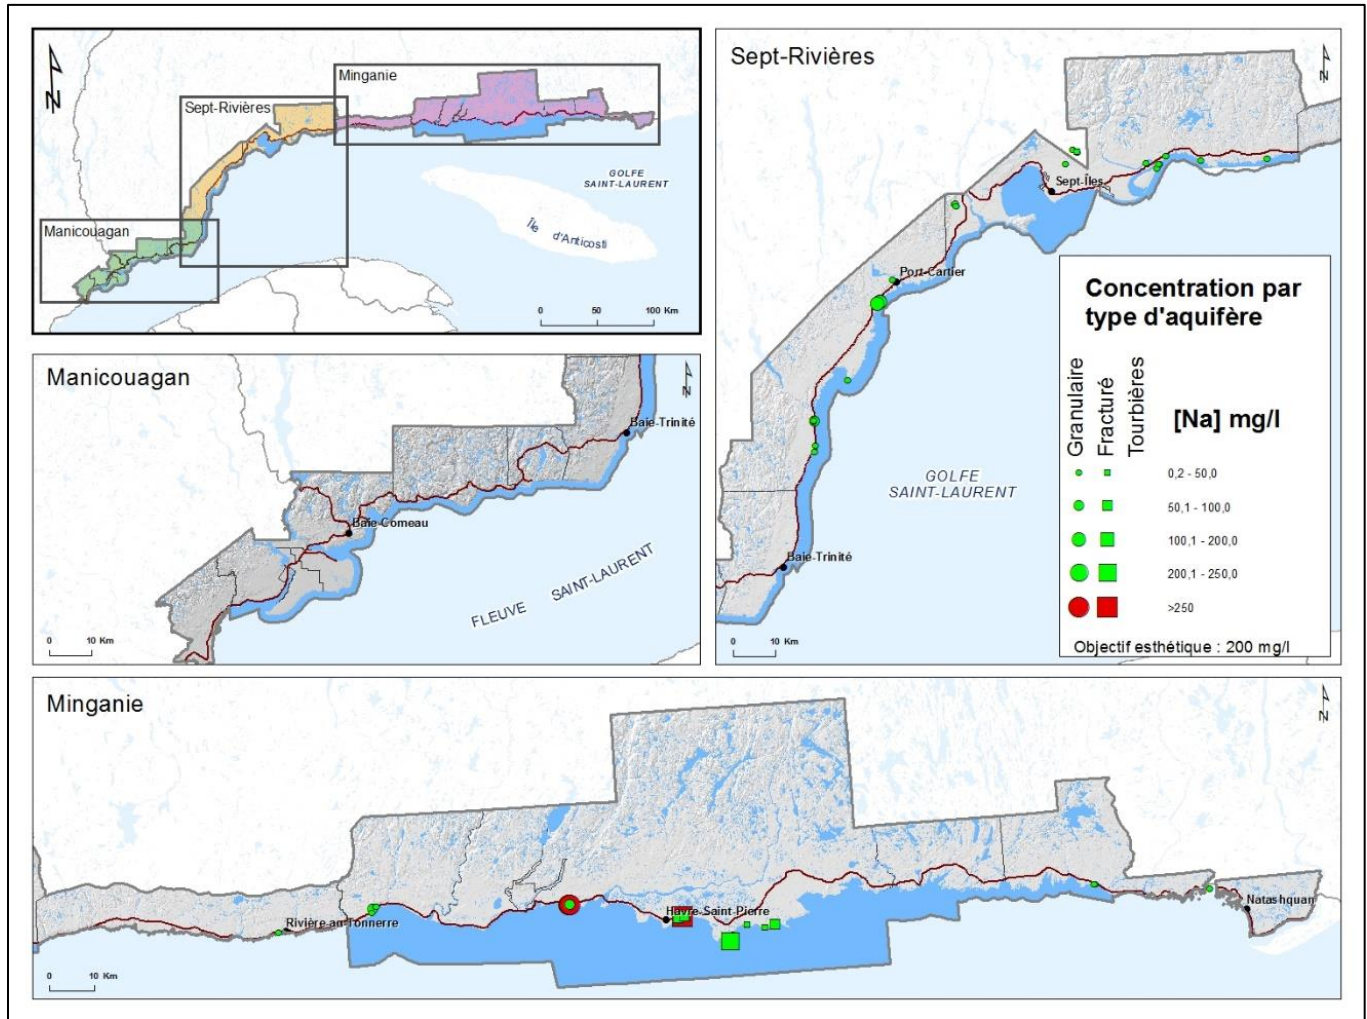 N
Minganie
Sept-Rivières
GOLFE
SAINT-LAURENT
Île d'Anticosti
Manicouagan
0 50 100 Km
Sept-Rivières
N
Sept-Îles
Port-Cartier
GOLFE
SAINT-LAURENT
Baie-Trinité
0 10 Km
Concentration par
type d'aquifère
Granulaire
Fracturé
Tourbières
[Na] mg/l
0,2 - 50,0
50,1 - 100,0
100,1 - 200,0
200,1 - 250,0
>250
Objectif esthétique : 200 mg/l
Manicouagan
N
Baie-Trinité
Baie-Comeau
FLEUVE SAINT-LAURENT
0 10 Km
Minganie
N
Rivière-au-Tonnerre
Havre-Saint-Pierre
Natashquan
0 10 Km